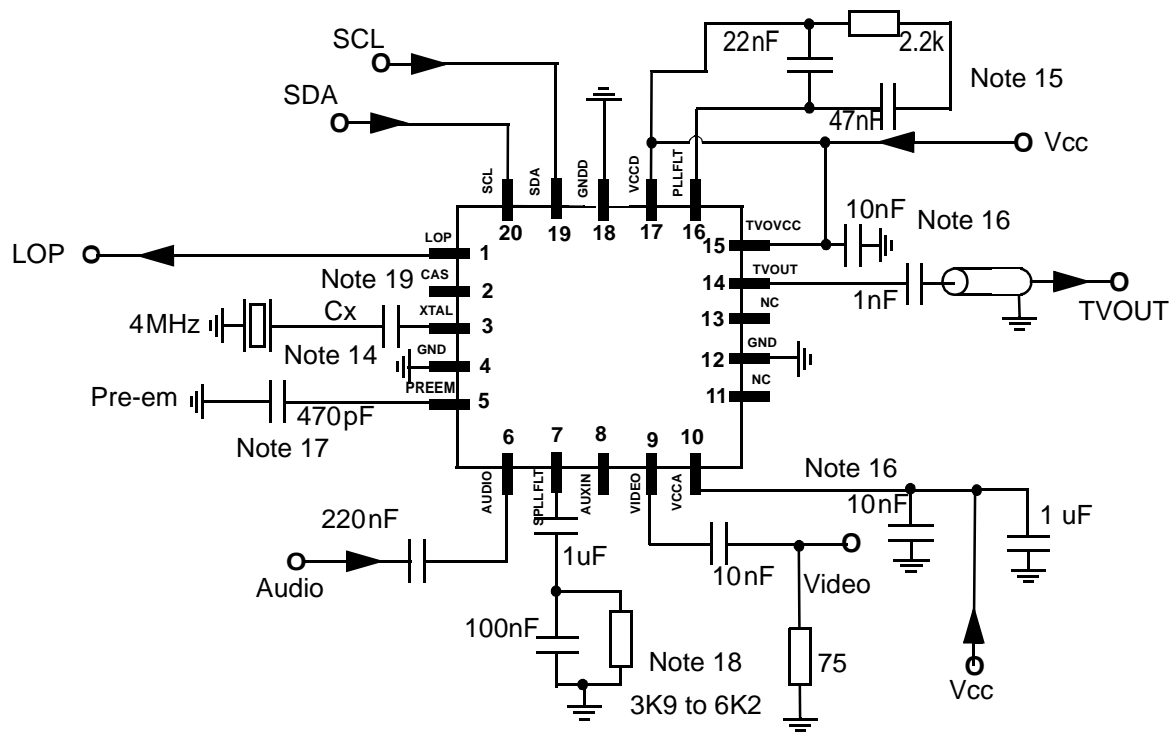 SCL
22nF
2.2k
Note 15
SDA
47nF
Vcc
SCL
SDA
GNDD
VCCD
PLLFLT
20
19
18
17
16
TVOVCC
15
10nF
Note 16
LOP
LOP
1
Note 19
CAS
2
TVOUT
14
1nF
TVOUT
4MHz
Cx
XTAL
3
NC
13
Note 14
GND
4
GND
12
Pre-em
PREEM
5
470pF
NC
11
Note 17
6
7
8
9
10
AUDIO
SPLLFLT
AUXIN
VIDEO
VCCA
Note 16
10nF
1 uF
220nF
Audio
1uF
10nF
Video
100nF
Note 18
3K9 to 6K2
75
Vcc